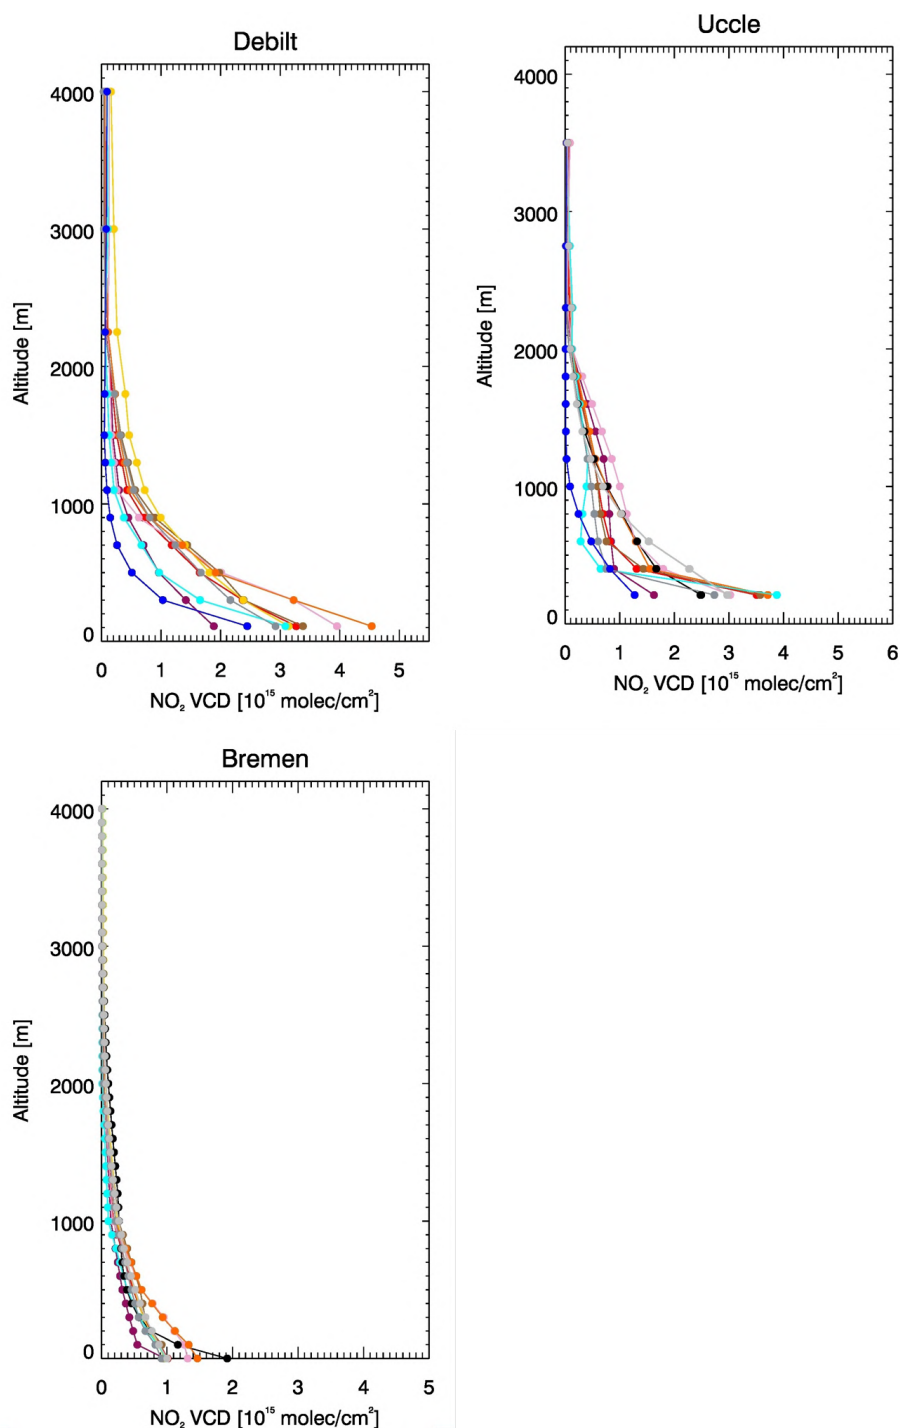 Debilt
4000
3000
2000
1000
0
Altitude [m]
0 1 2 3 4 5
NO₂ VCD [10¹⁵ molec/cm²]
Uccle
4000
3000
2000
1000
0
Altitude [m]
0 1 2 3 4 5 6
NO₂ VCD [10¹⁵ molec/cm²]
Bremen
4000
3000
2000
1000
0
Altitude [m]
0 1 2 3 4 5
NO₂ VCD [10¹⁵ molec/cm²]